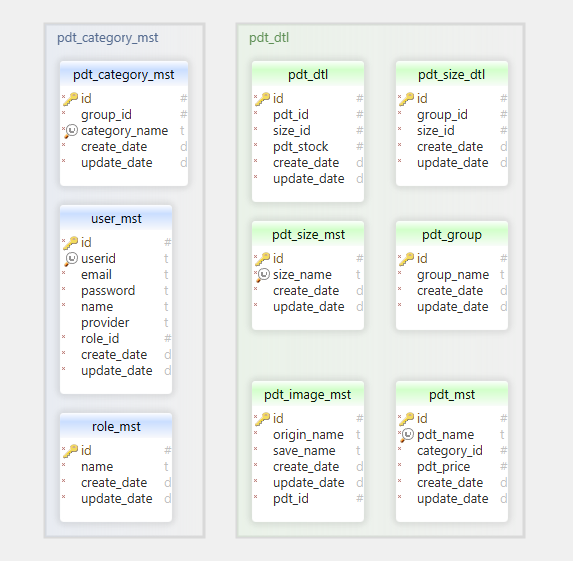 pdt_category_mst
pdt_category_mst
* id #
* group_id #
* category_name t
* create_date d
* update_date d
user_mst
* id #
* userid t
* email t
* password t
* name t
provider t
* role_id #
* create_date d
* update_date d
role_mst
* id #
* name t
* create_date d
* update_date d
pdt_dtl
pdt_dtl
* id #
* pdt_id #
* size_id #
* pdt_stock #
* create_date d
* update_date d
pdt_size_dtl
* id #
* group_id #
* size_id #
* create_date d
* update_date d
pdt_size_mst
* id #
* size_name t
* create_date d
* update_date d
pdt_group
* id #
* group_name t
* create_date d
* update_date d
pdt_image_mst
* id #
* origin_name t
* save_name t
* create_date d
* update_date d
* pdt_id #
pdt_mst
* id #
* pdt_name t
* category_id #
* pdt_price #
* create_date d
* update_date d